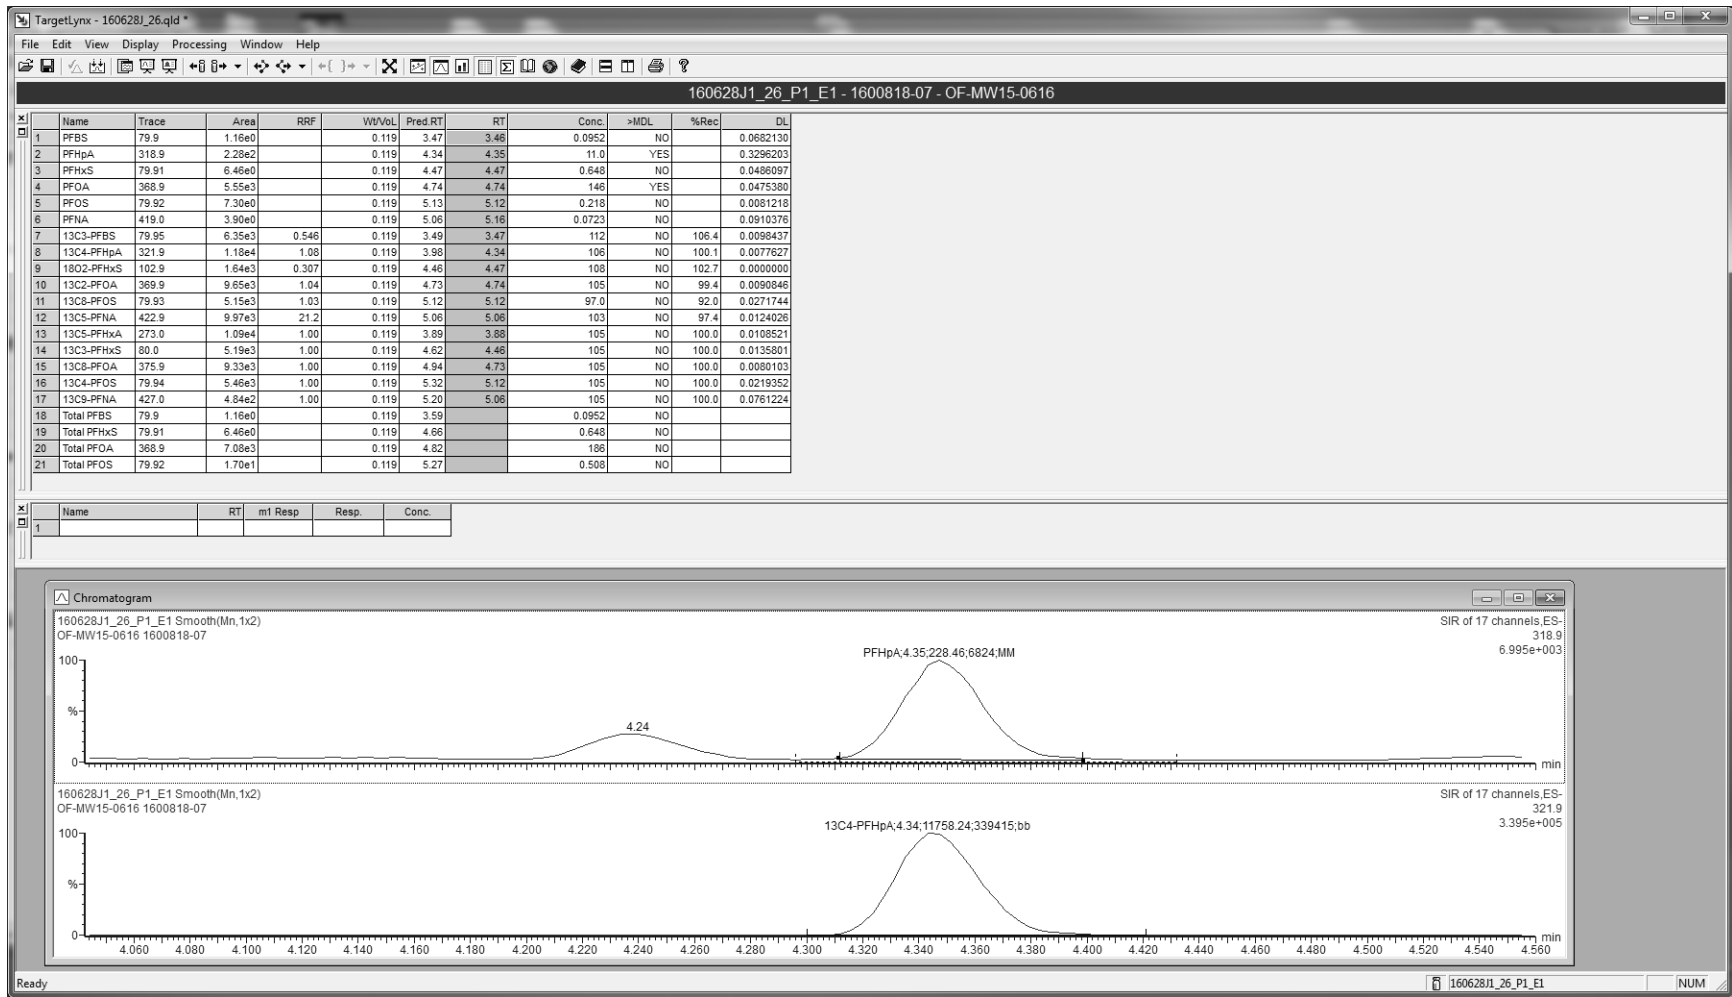 TargetLynx - 160628J_26.qld *
File Edit View Display Processing Window Help
160628J1_26_P1_E1 - 1600818-07 - OF-MW15-0616
Name Trace Area RRF Wt/VoL Pred.RT RT Conc. >MDL %Rec DL
1 PFBS 79.9 1.16e0 0.119 3.47 3.46 0.0952 NO 0.0682130
2 PFHpA 318.9 2.28e2 0.119 4.34 4.35 11.0 YES 0.3296203
3 PFHxS 79.91 6.46e0 0.119 4.47 4.47 0.648 NO 0.0486097
4 PFOA 368.9 5.55e3 0.119 4.74 4.74 146 YES 0.0475380
5 PFOS 79.92 7.30e0 0.119 5.13 5.12 0.218 NO 0.0081218
6 PFNA 419.0 3.90e0 0.119 5.06 5.16 0.0723 NO 0.0910376
7 13C3-PFBS 79.95 6.35e3 0.546 0.119 3.49 3.47 112 NO 106.4 0.0098437
8 13C4-PFHpA 321.9 1.18e4 1.08 0.119 3.98 4.34 106 NO 100.1 0.0077627
9 18O2-PFHxS 102.9 1.64e3 0.307 0.119 4.46 4.47 108 NO 102.7 0.0000000
10 13C2-PFOA 369.9 9.65e3 1.04 0.119 4.73 4.74 105 NO 99.4 0.0090846
11 13C8-PFOS 79.93 5.15e3 1.03 0.119 5.12 5.12 97.0 NO 92.0 0.0271744
12 13C5-PFNA 422.9 9.97e3 21.2 0.119 5.06 5.06 103 NO 97.4 0.0124026
13 13C5-PFHxA 273.0 1.09e4 1.00 0.119 3.89 3.88 105 NO 100.0 0.0108521
14 13C3-PFHxS 80.0 5.19e3 1.00 0.119 4.62 4.46 105 NO 100.0 0.0135801
15 13C8-PFOA 375.9 9.33e3 1.00 0.119 4.94 4.73 105 NO 100.0 0.0080103
16 13C4-PFOS 79.94 5.46e3 1.00 0.119 5.32 5.12 105 NO 100.0 0.0219352
17 13C9-PFNA 427.0 4.84e2 1.00 0.119 5.20 5.06 105 NO 100.0 0.0761224
18 Total PFBS 79.9 1.16e0 0.119 3.59 0.0952 NO
19 Total PFHxS 79.91 6.46e0 0.119 4.66 0.648 NO
20 Total PFOA 368.9 7.08e3 0.119 4.82 186 NO
21 Total PFOS 79.92 1.70e1 0.119 5.27 0.508 NO
Name RT m1 Resp Resp. Conc.
1
Chromatogram
160628J1_26_P1_E1 Smooth(Mn,1x2) SIR of 17 channels,ES-
OF-MW15-0616 1600818-07 318.9
6.995e+003
PFHpA;4.35;228.46;6824;MM
100
%
4.24
0
min
160628J1_26_P1_E1 Smooth(Mn,1x2) SIR of 17 channels,ES-
OF-MW15-0616 1600818-07 321.9
3.395e+005
13C4-PFHpA;4.34;11758.24;339415;bb
100
%
0
min
4.060 4.080 4.100 4.120 4.140 4.160 4.180 4.200 4.220 4.240 4.260 4.280 4.300 4.320 4.340 4.360 4.380 4.400 4.420 4.440 4.460 4.480 4.500 4.520 4.540 4.560
Ready 160628J1_26_P1_E1 NUM